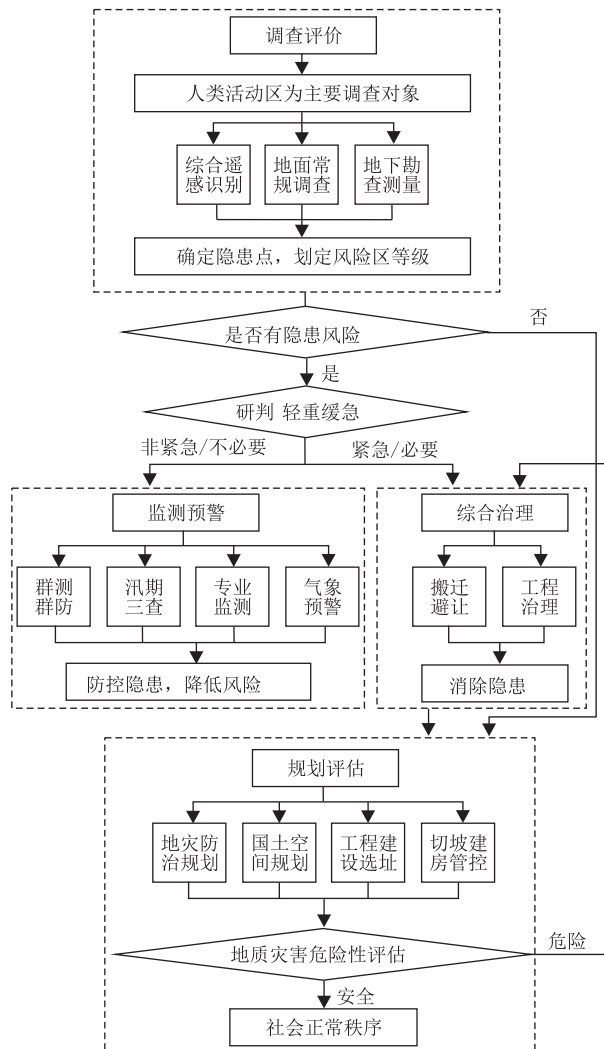 调查评价
人类活动区为主要调查对象
综合遥
感识别
地面常
规调查
地下勘
查测量
确定隐患点，划定风险区等级
是否有隐患风险
否
是
研判 轻重缓急
非紧急/不必要
紧急/必要
监测预警
群测
群防
汛期
三查
专业
监测
气象
预警
防控隐患，降低风险
综合治理
搬迁
避让
工程
治理
消除隐患
规划评估
地灾防
治规划
国土空
间规划
工程建
设选址
切坡建
房管控
地质灾害危险性评估
危险
安全
社会正常秩序